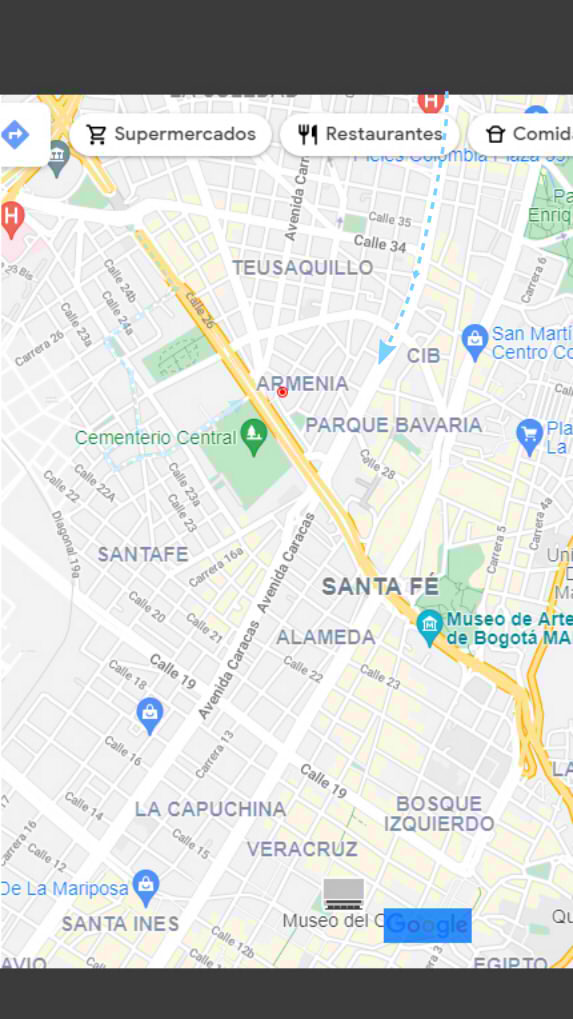 LA SOLEDAD
H
Supermercados
Restaurantes
Comid
Pieles Colombia Plaza 39
H
Avenida Carr
Calle 35
Calle 34
Pa
Enriq
TEUSAQUILLO
23 Bis
Calle 24b
Calle 24a
Calle 23a
Carrera 26
Calle 26
Carrera 6
San Martí
Centro Co
CIB
ARMENIA
PARQUE BAVARIA
Pla
La
Cementerio Central
Calle 28
Calle 22
Calle 22A
Calle 23a
Calle 23
Diagonal 19a
Carrera 5
Carrera 4a
SANTAFE
Carrera 16a
Avenida Caracas
Uni
SANTA FÉ
Calle 20
Calle 21
Museo de Arte
de Bogotá MA
ALAMEDA
Avenida Caracas
Calle 22
Calle 23
Calle 19
Calle 18
Calle 16
Carrera 13
Calle 19
LA
Calle 14
LA CAPUCHINA
BOSQUE
IZQUIERDO
Carrera 16
Calle 12
Calle 15
VERACRUZ
De La Mariposa
SANTA INES
Museo del
Google
Qu
Calle 12b
AVIO
EGIPTO